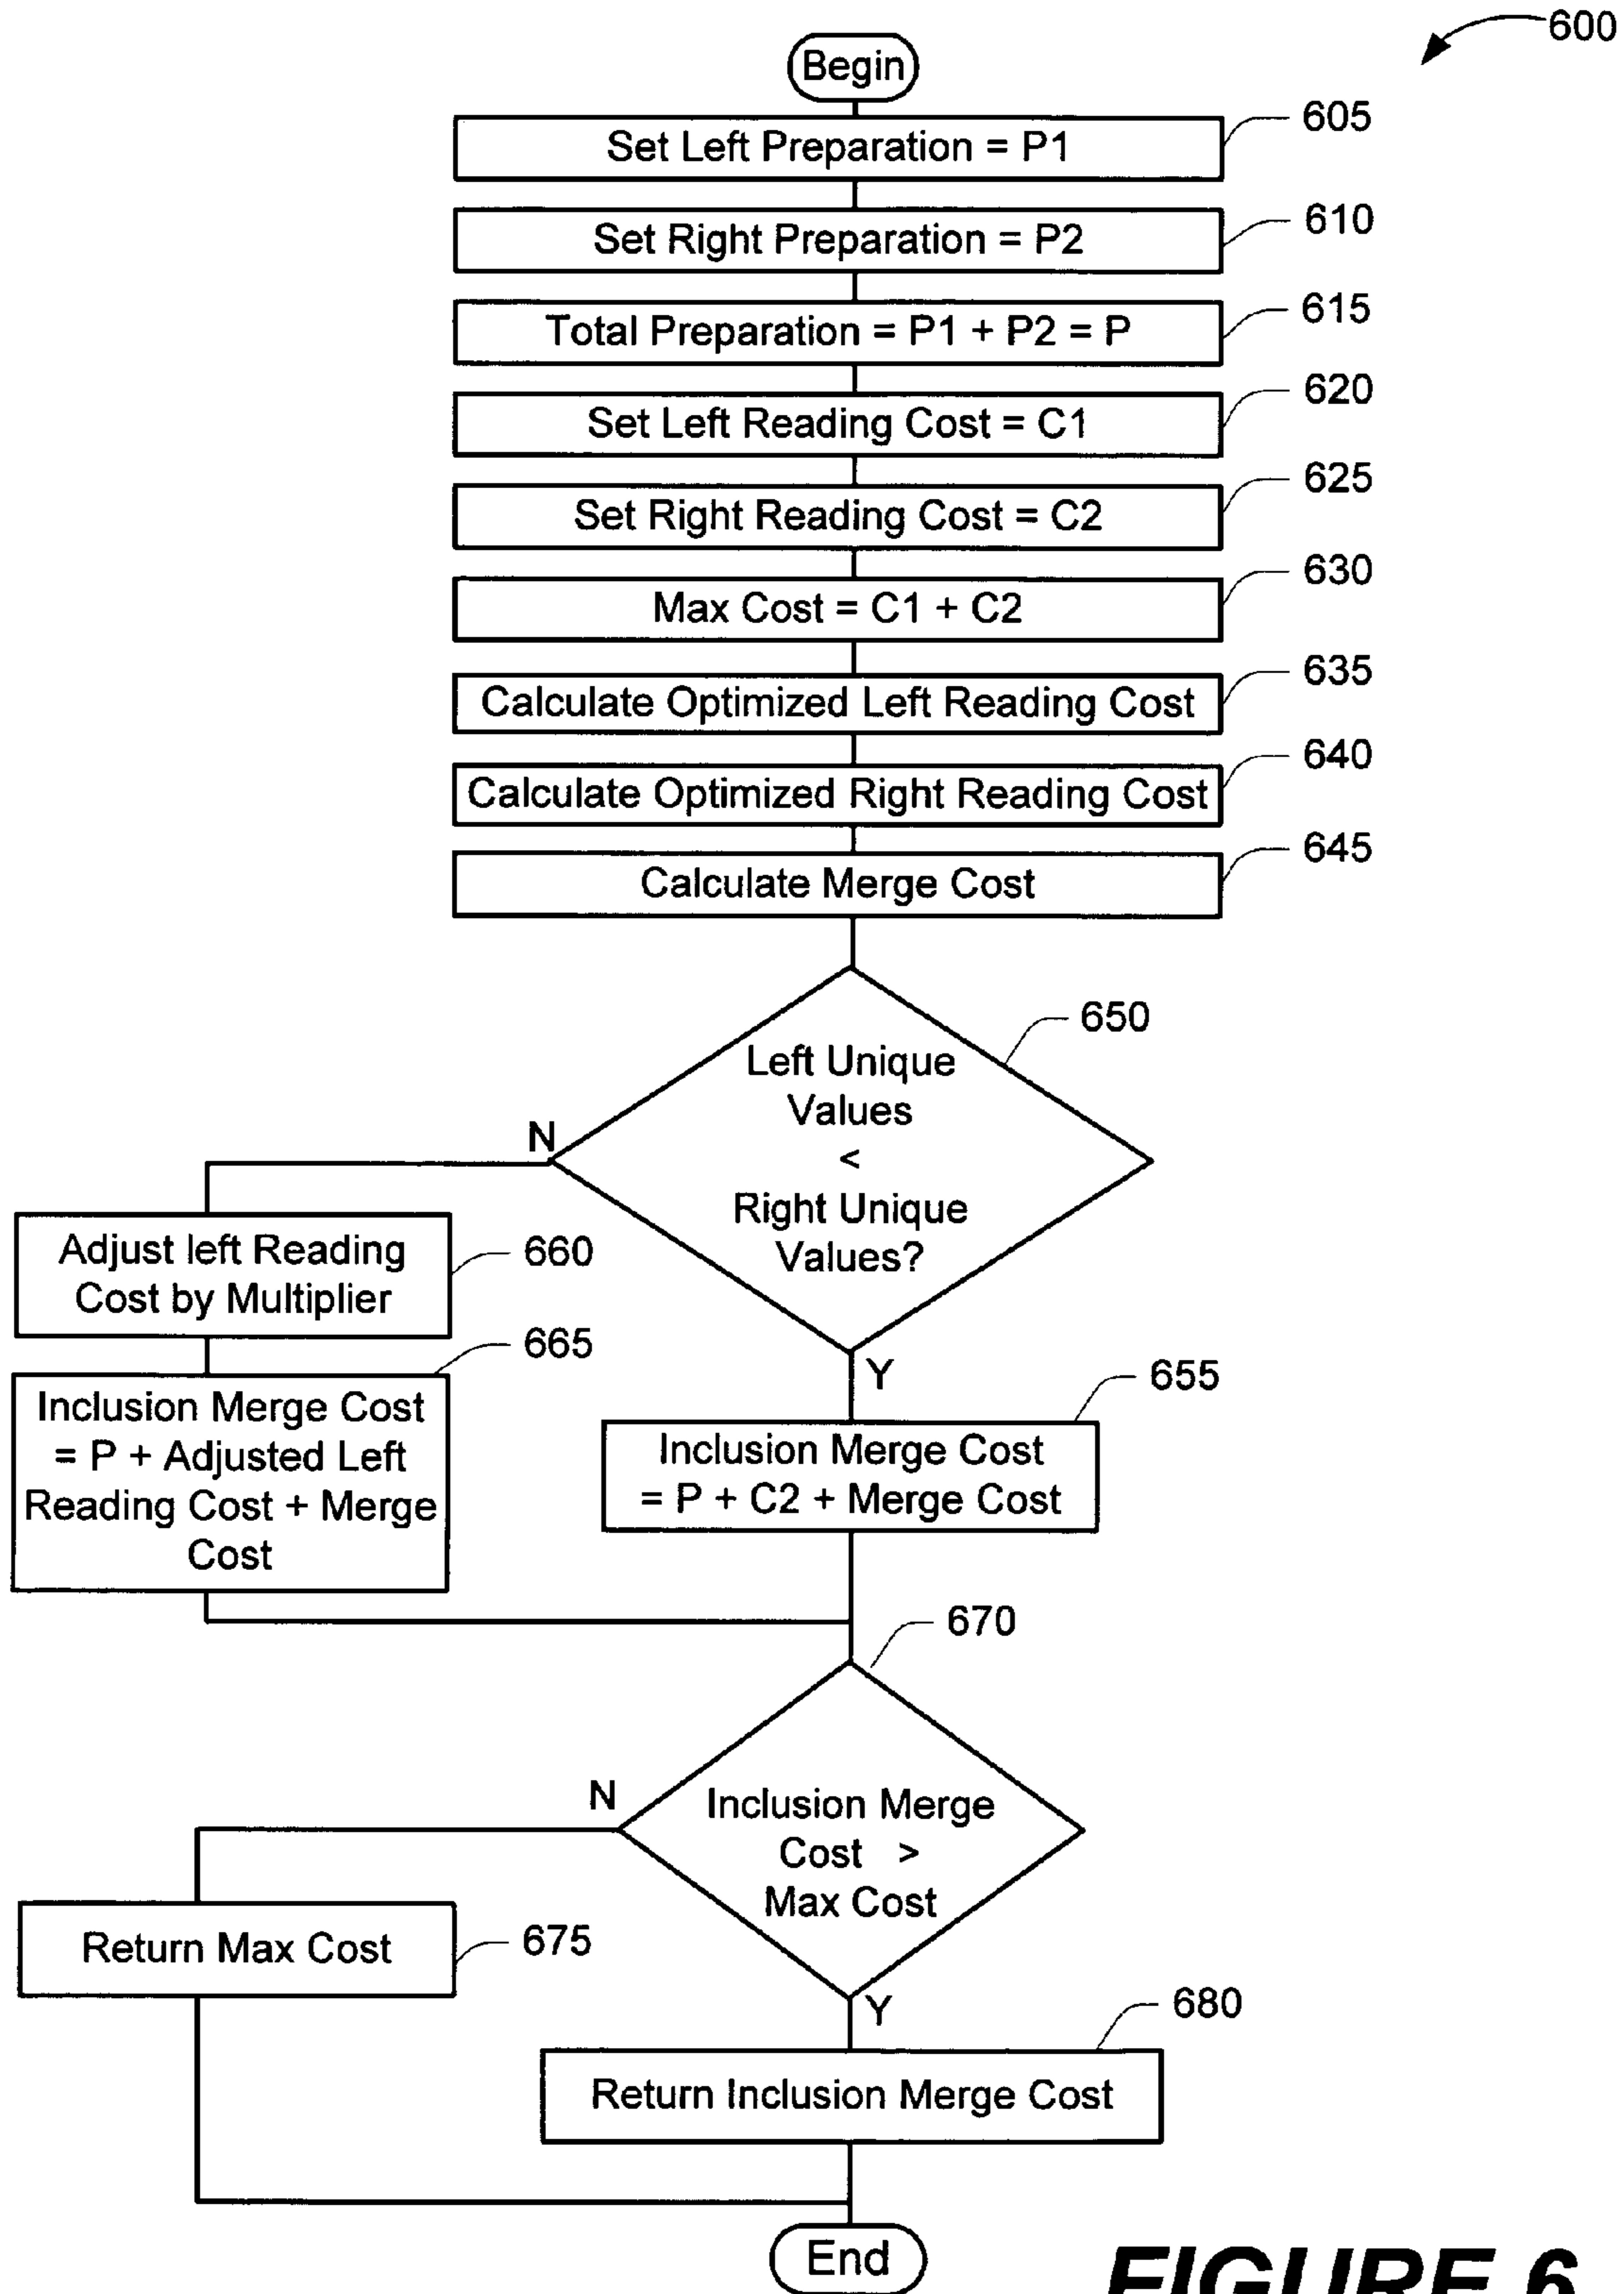 600
Begin
Set Left Preparation = P1
605
Set Right Preparation = P2
610
Total Preparation = P1 + P2 = P
615
Set Left Reading Cost = C1
620
Set Right Reading Cost = C2
625
Max Cost = C1 + C2
630
Calculate Optimized Left Reading Cost
635
Calculate Optimized Right Reading Cost
640
Calculate Merge Cost
645
Left Unique
Values
<
Right Unique
Values?
650
N
Adjust left Reading
Cost by Multiplier
660
Inclusion Merge Cost
= P + Adjusted Left
Reading Cost + Merge
Cost
665
Y
Inclusion Merge Cost
= P + C2 + Merge Cost
655
Inclusion Merge
Cost >
Max Cost
670
N
Return Max Cost
675
Y
Return Inclusion Merge Cost
680
End
FIGURE 6